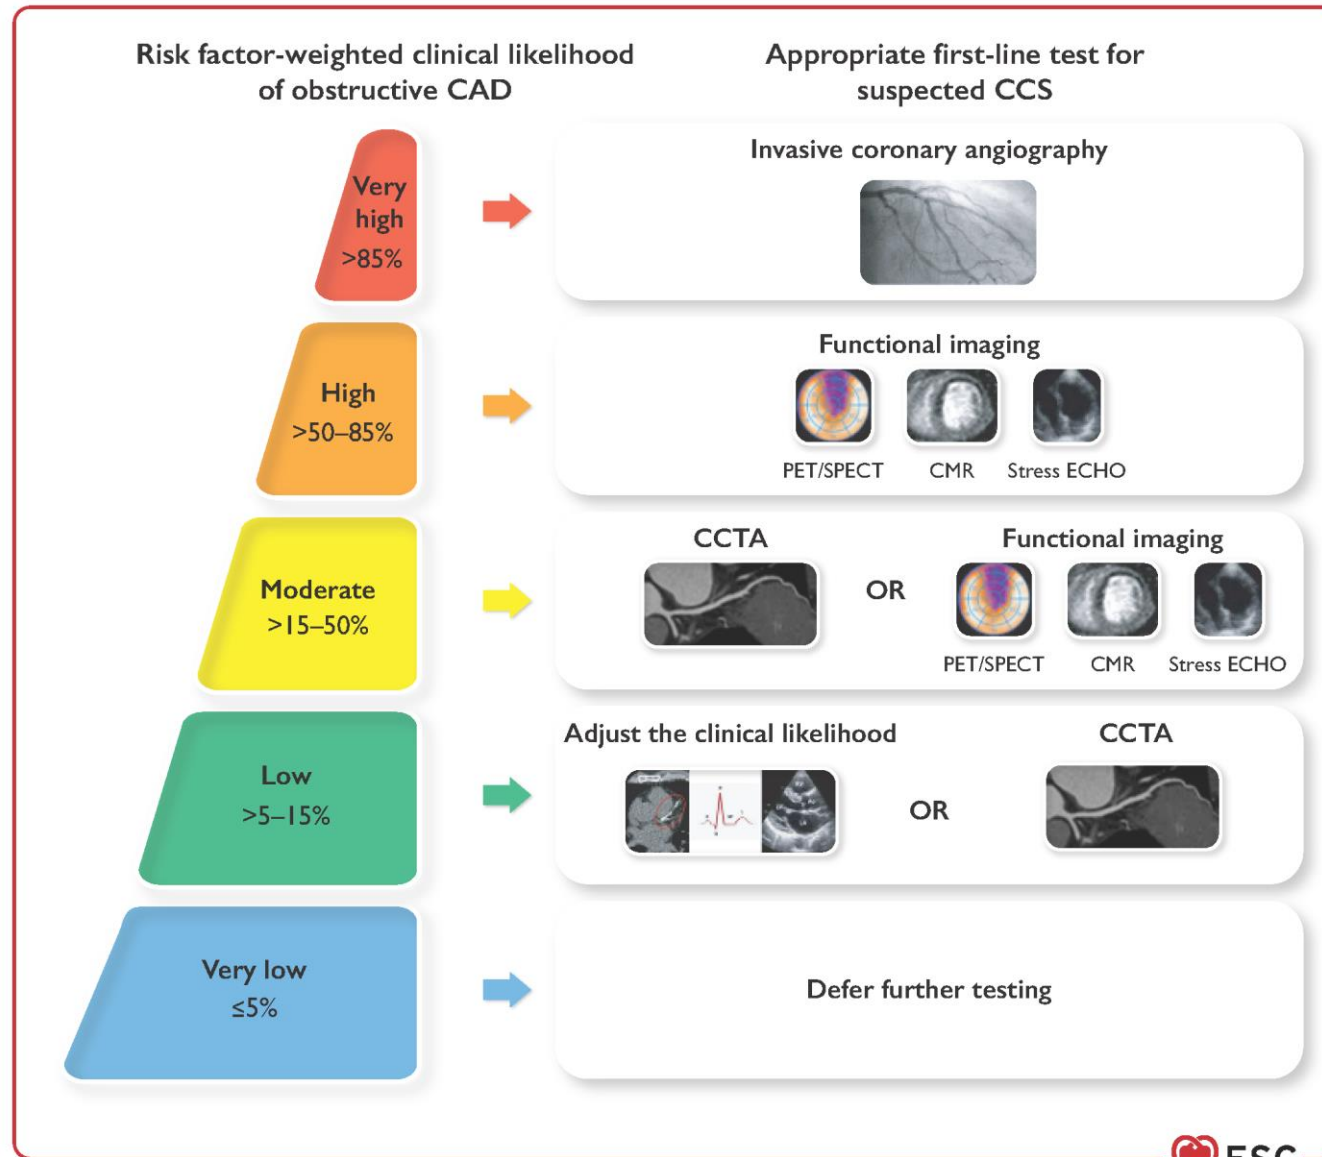 Risk factor-weighted clinical likelihood
of obstructive CAD
Appropriate first-line test for
suspected CCS
Very
high
>85%
Invasive coronary angiography
High
>50–85%
Functional imaging
PET/SPECT
CMR
Stress ECHO
Moderate
>15–50%
CCTA
OR
Functional imaging
PET/SPECT
CMR
Stress ECHO
Low
>5–15%
Adjust the clinical likelihood
OR
CCTA
Very low
≤5%
Defer further testing
ESC